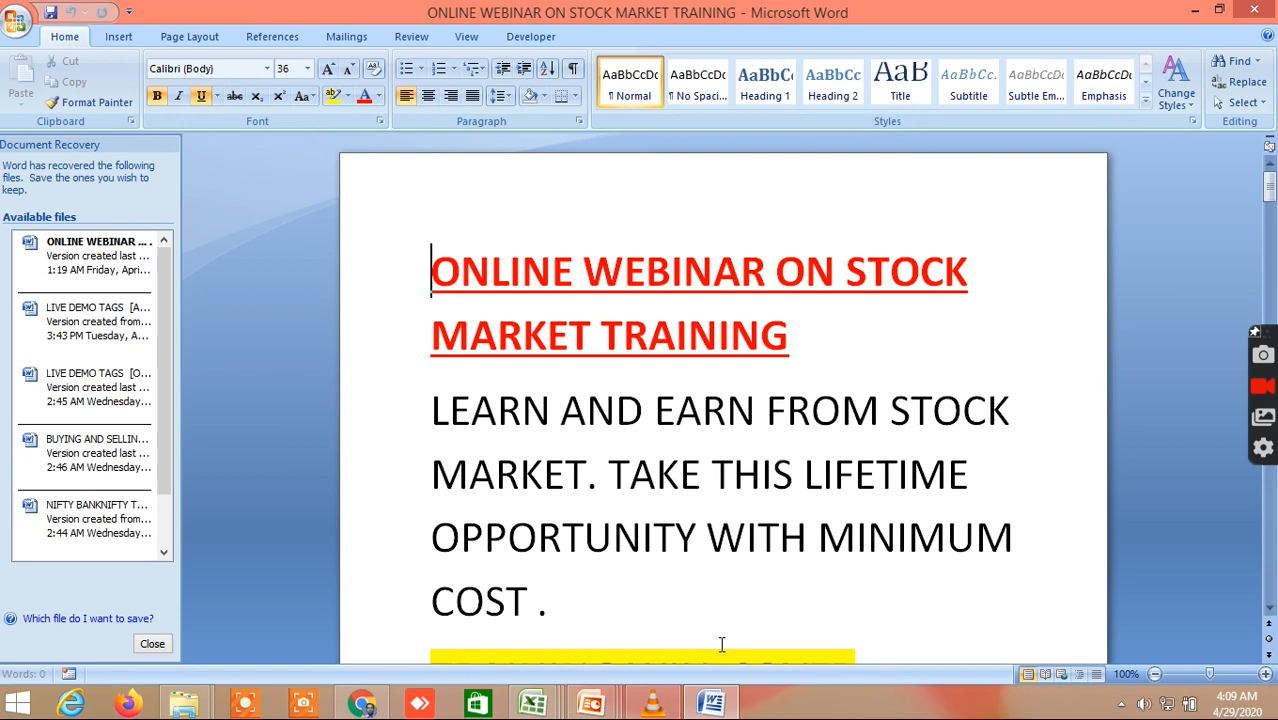 ONLINE WEBINAR ON STOCK MARKET TRAINING - Microsoft Word
Home Insert Page Layout References Mailings Review View Developer
Paste
Cut
Copy
Format Painter
Clipboard
Calibri (Body) 36
Font
Paragraph
AaBbCcDc AaBbCcDc AaBbCc AaBbCc AaB AaBbCc. AaBbCcDc AaBbCcDc
¶ Normal ¶ No Spaci... Heading 1 Heading 2 Title Subtitle Subtle Em... Emphasis
Change Styles
Styles
Find
Replace
Select
Editing
Document Recovery
Word has recovered the following
files. Save the ones you wish to
keep.
Available files
ONLINE WEBINAR ...
Version created last ...
1:19 AM Friday, Apri...
LIVE DEMO TAGS [A...
Version created from...
3:43 PM Tuesday, A...
LIVE DEMO TAGS [O...
Version created last ...
2:45 AM Wednesday...
BUYING AND SELLIN...
Version created last ...
2:46 AM Wednesday...
NIFTY BANKNIFTY T...
Version created from...
2:44 AM Wednesday...
Which file do I want to save?
Close
ONLINE WEBINAR ON STOCK
MARKET TRAINING
LEARN AND EARN FROM STOCK
MARKET. TAKE THIS LIFETIME
OPPORTUNITY WITH MINIMUM
COST .
Words: 0
100%
4:09 AM
4/29/2020